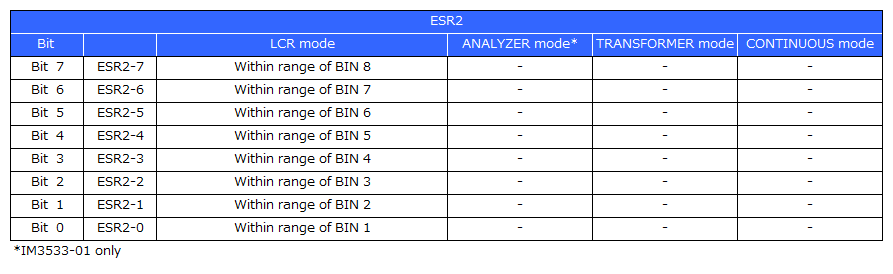 ESR2
Bit LCR mode ANALYZER mode* TRANSFORMER mode CONTINUOUS mode
Bit 7 ESR2-7 Within range of BIN 8 - - -
Bit 6 ESR2-6 Within range of BIN 7 - - -
Bit 5 ESR2-5 Within range of BIN 6 - - -
Bit 4 ESR2-4 Within range of BIN 5 - - -
Bit 3 ESR2-3 Within range of BIN 4 - - -
Bit 2 ESR2-2 Within range of BIN 3 - - -
Bit 1 ESR2-1 Within range of BIN 2 - - -
Bit 0 ESR2-0 Within range of BIN 1 - - -
*IM3533-01 only